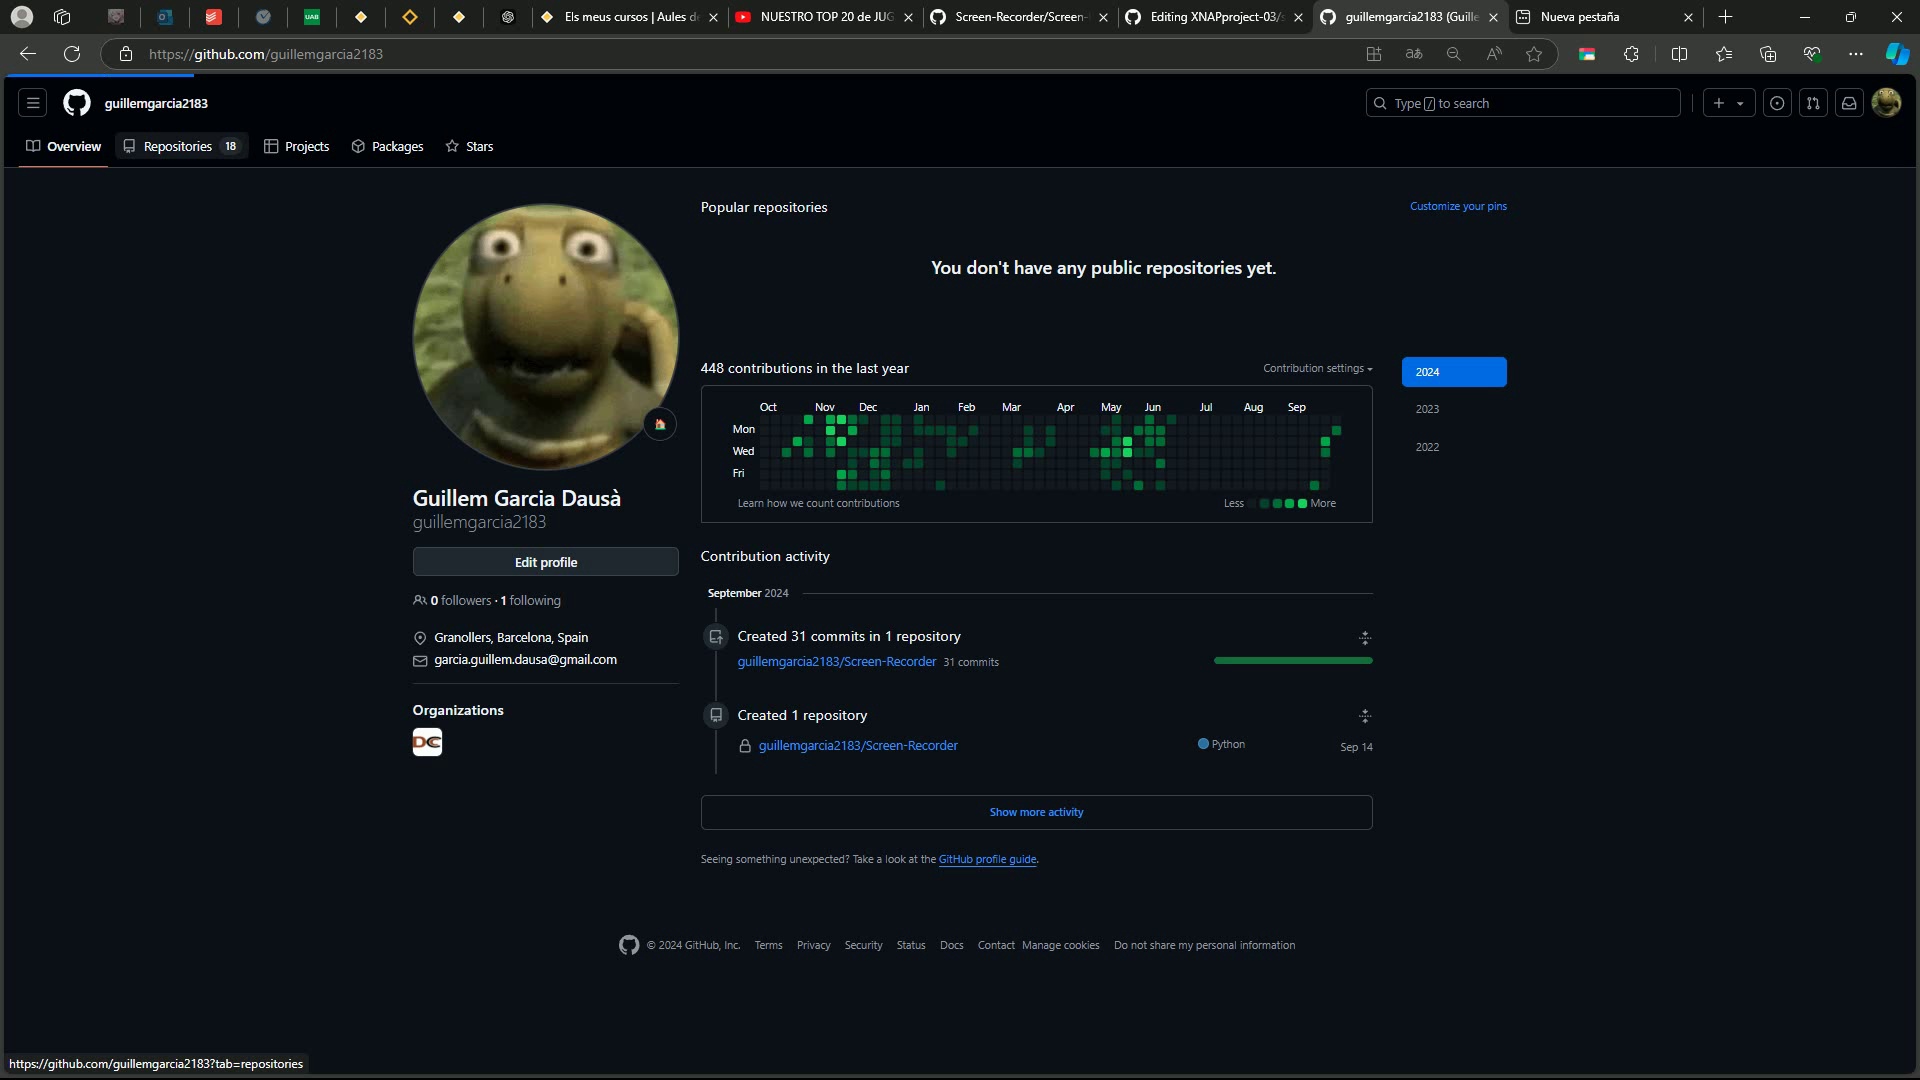 UAB
Els meus cursos | Aules de
NUESTRO TOP 20 de JUG
Screen-Recorder/Screen-
Editing XNAPproject-03/s
guillemgarcia2183 (Guille
Nueva pestaña
https://github.com/guillemgarcia2183
guillemgarcia2183
Type / to search
Overview
Repositories 18
Projects
Packages
Stars
Popular repositories
Customize your pins
You don't have any public repositories yet.
448 contributions in the last year
Contribution settings
2024
2023
2022
Oct Nov Dec Jan Feb Mar Apr May Jun Jul Aug Sep
Mon
Wed
Fri
Learn how we count contributions
Less More
Guillem Garcia Dausà
guillemgarcia2183
Edit profile
0 followers · 1 following
Granollers, Barcelona, Spain
garcia.guillem.dausa@gmail.com
Organizations
DC
Contribution activity
September 2024
Created 31 commits in 1 repository
guillemgarcia2183/Screen-Recorder 31 commits
Created 1 repository
guillemgarcia2183/Screen-Recorder Python Sep 14
Show more activity
Seeing something unexpected? Take a look at the GitHub profile guide.
© 2024 GitHub, Inc. Terms Privacy Security Status Docs Contact Manage cookies Do not share my personal information
https://github.com/guillemgarcia2183?tab=repositories